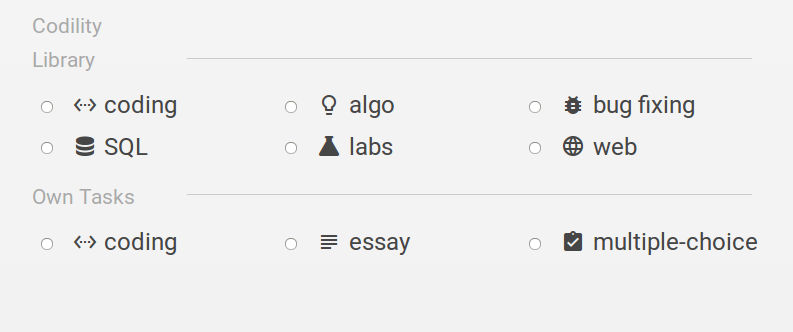 Codility
Library
coding algo bug fixing
SQL labs web
Own Tasks
coding essay multiple-choice